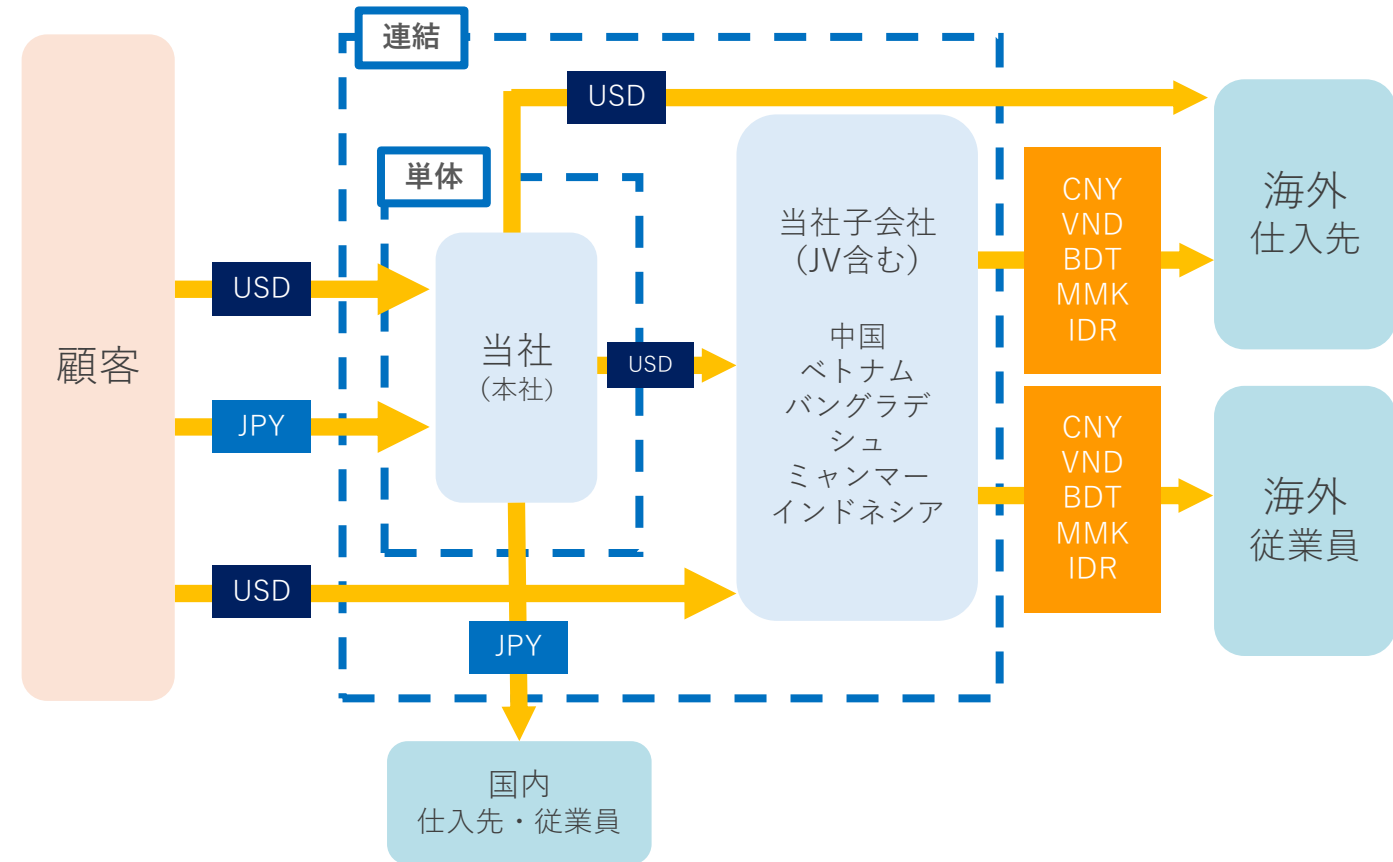 連結
USD
単体
顧客
USD
JPY
USD
当社
（本社）
USD
JPY
当社子会社
（JV含む）
中国
ベトナム
バングラデ
シュ
ミャンマー
インドネシア
CNY
VND
BDT
MMK
IDR
CNY
VND
BDT
MMK
IDR
海外
仕入先
海外
従業員
国内
仕入先・従業員